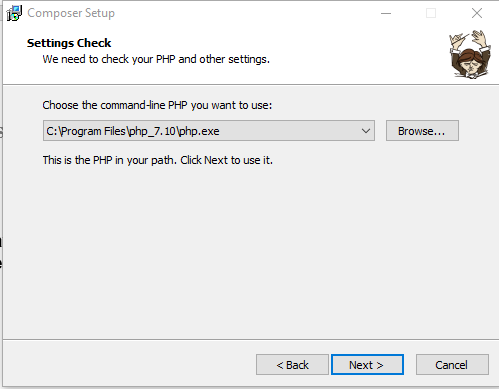 Composer Setup
Settings Check
We need to check your PHP and other settings.
Choose the command-line PHP you want to use:
C:\Program Files\php_7.10\php.exe
Browse...
This is the PHP in your path. Click Next to use it.
< Back
Next >
Cancel